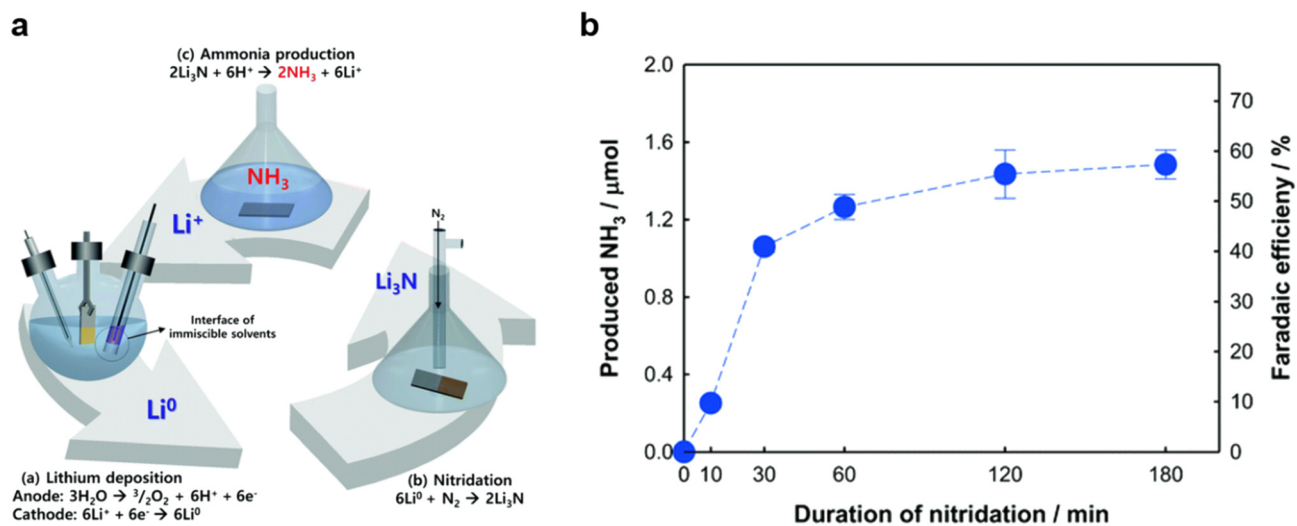 a
(c) Ammonia production
2Li₃N + 6H⁺ → 2NH₃ + 6Li⁺
NH₃
Li⁺
N₂
Li₃N
Interface of
immiscible solvents
Li⁰
(a) Lithium deposition
Anode: 3H₂O → ³/₂O₂ + 6H⁺ + 6e⁻
Cathode: 6Li⁺ + 6e⁻ → 6Li⁰
(b) Nitridation
6Li⁰ + N₂ → 2Li₃N
b
Produced NH₃ / μmol
2.0
1.6
1.2
0.8
0.4
0.0
0 10 30 60 120 180
Duration of nitridation / min
70
60
50
40
30
20
10
0
Faradaic efficieny / %